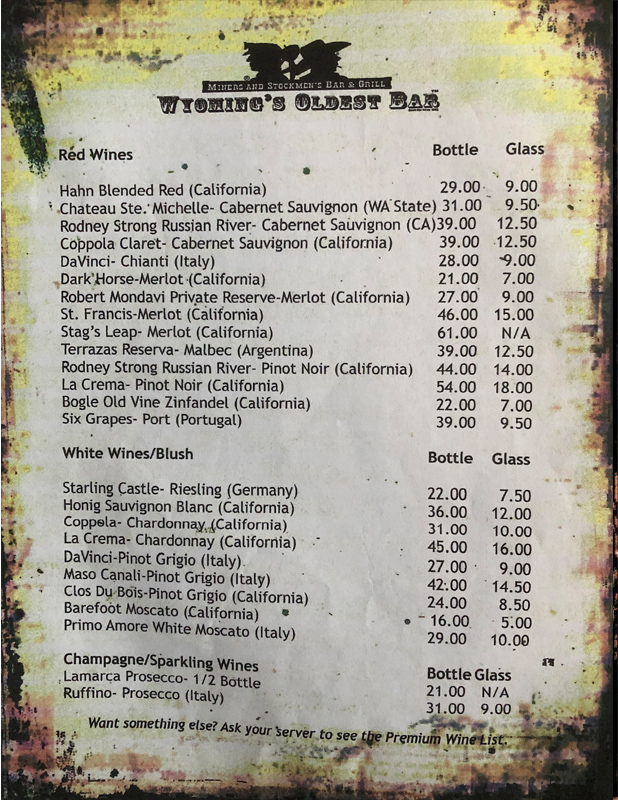 Miners and Stockmen's Bar & Grill
Wyoming's Oldest Bar
Red Wines Bottle Glass
Hahn Blended Red (California) 29.00 9.00
Chateau Ste. Michelle- Cabernet Sauvignon (WA State) 31.00 9.50
Rodney Strong Russian River- Cabernet Sauvignon (CA) 39.00 12.50
Coppola Claret- Cabernet Sauvignon (California) 39.00 12.50
DaVinci- Chianti (Italy) 28.00 9.00
Dark Horse-Merlot (California) 21.00 7.00
Robert Mondavi Private Reserve-Merlot (California) 27.00 9.00
St. Francis-Merlot (California) 46.00 15.00
Stag's Leap- Merlot (California) 61.00 N/A
Terrazas Reserva- Malbec (Argentina) 39.00 12.50
Rodney Strong Russian River- Pinot Noir (California) 44.00 14.00
La Crema- Pinot Noir (California) 54.00 18.00
Bogle Old Vine Zinfandel (California) 22.00 7.00
Six Grapes- Port (Portugal) 39.00 9.50
White Wines/Blush Bottle Glass
Starling Castle- Riesling (Germany) 22.00 7.50
Honig Sauvignon Blanc (California) 36.00 12.00
Coppola- Chardonnay (California) 31.00 10.00
La Crema- Chardonnay (California) 45.00 16.00
DaVinci-Pinot Grigio (Italy) 27.00 9.00
Maso Canali-Pinot Grigio (Italy) 42.00 14.50
Clos Du Bois-Pinot Grigio (California) 24.00 8.50
Barefoot Moscato (California) 16.00 5.00
Primo Amore White Moscato (Italy) 29.00 10.00
Champagne/Sparkling Wines Bottle Glass
Lamarca Prosecco- 1/2 Bottle 21.00 N/A
Ruffino- Prosecco (Italy) 31.00 9.00
Want something else? Ask your server to see the Premium Wine List.